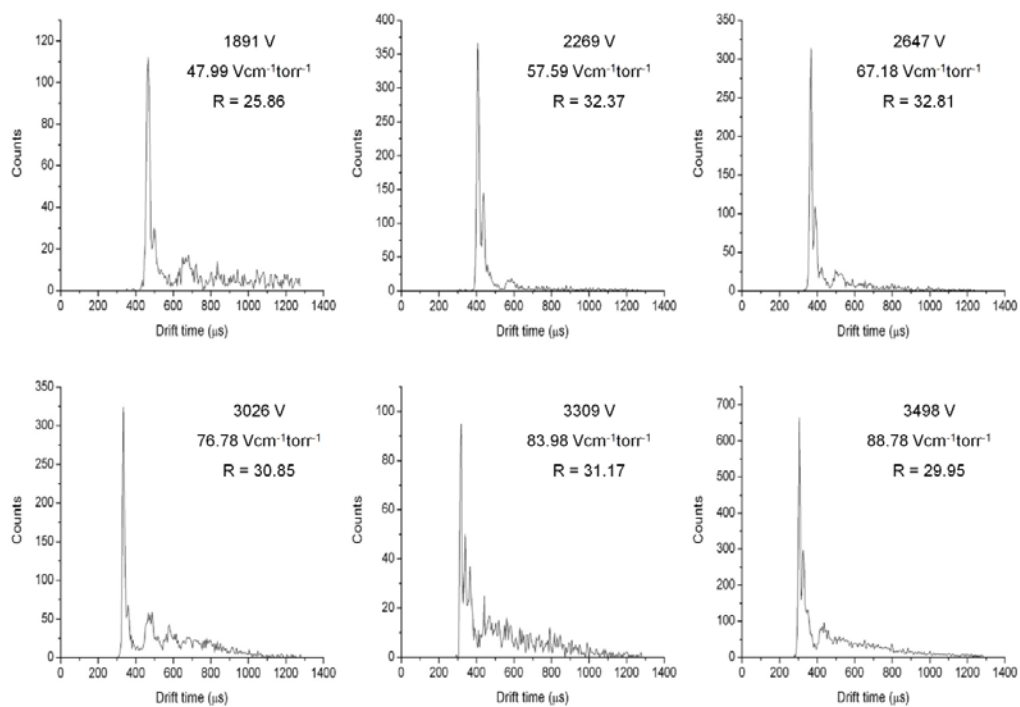 1891 V
47.99 Vcm⁻¹torr⁻¹
R = 25.86
Counts
120
100
80
60
40
20
0
0 200 400 600 800 1000 1200 1400
Drift time (μs)
2269 V
57.59 Vcm⁻¹torr⁻¹
R = 32.37
Counts
400
350
300
250
200
150
100
50
0
0 200 400 600 800 1000 1200 1400
Drift time (μs)
2647 V
67.18 Vcm⁻¹torr⁻¹
R = 32.81
Counts
350
300
250
200
150
100
50
0
0 200 400 600 800 1000 1200 1400
Drift time (μs)
3026 V
76.78 Vcm⁻¹torr⁻¹
R = 30.85
Counts
350
300
250
200
150
100
50
0
0 200 400 600 800 1000 1200 1400
Drift time (μs)
3309 V
83.98 Vcm⁻¹torr⁻¹
R = 31.17
Counts
100
80
60
40
20
0
0 200 400 600 800 1000 1200 1400
Drift time (μs)
3498 V
88.78 Vcm⁻¹torr⁻¹
R = 29.95
Counts
700
600
500
400
300
200
100
0
0 200 400 600 800 1000 1200 1400
Drift time (μs)